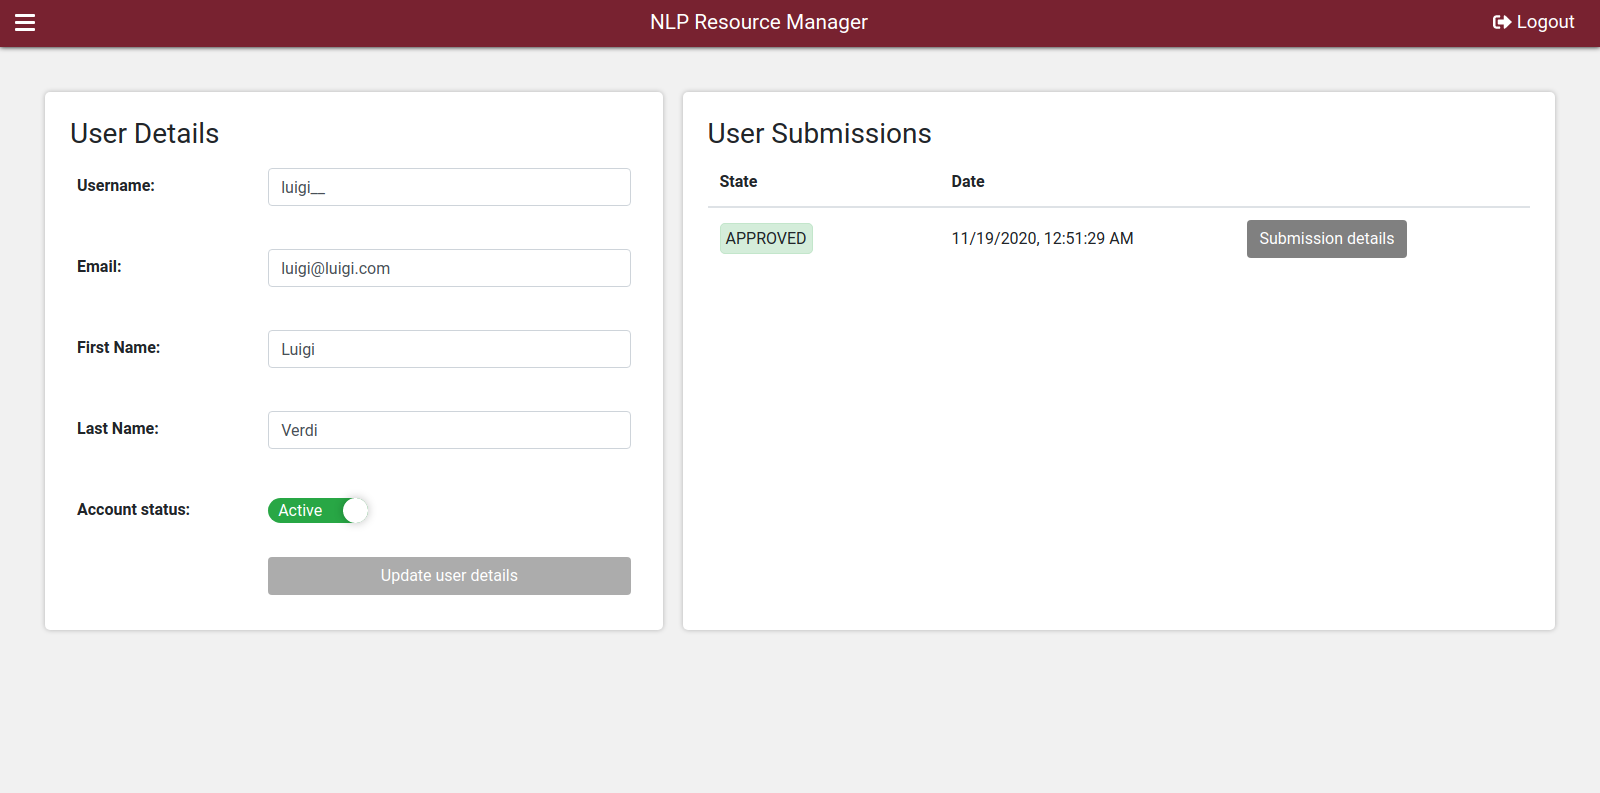 NLP Resource Manager
Logout
User Details
Username:
luigi__
Email:
luigi@luigi.com
First Name:
Luigi
Last Name:
Verdi
Account status:
Active
Update user details
User Submissions
State Date
APPROVED 11/19/2020, 12:51:29 AM Submission details